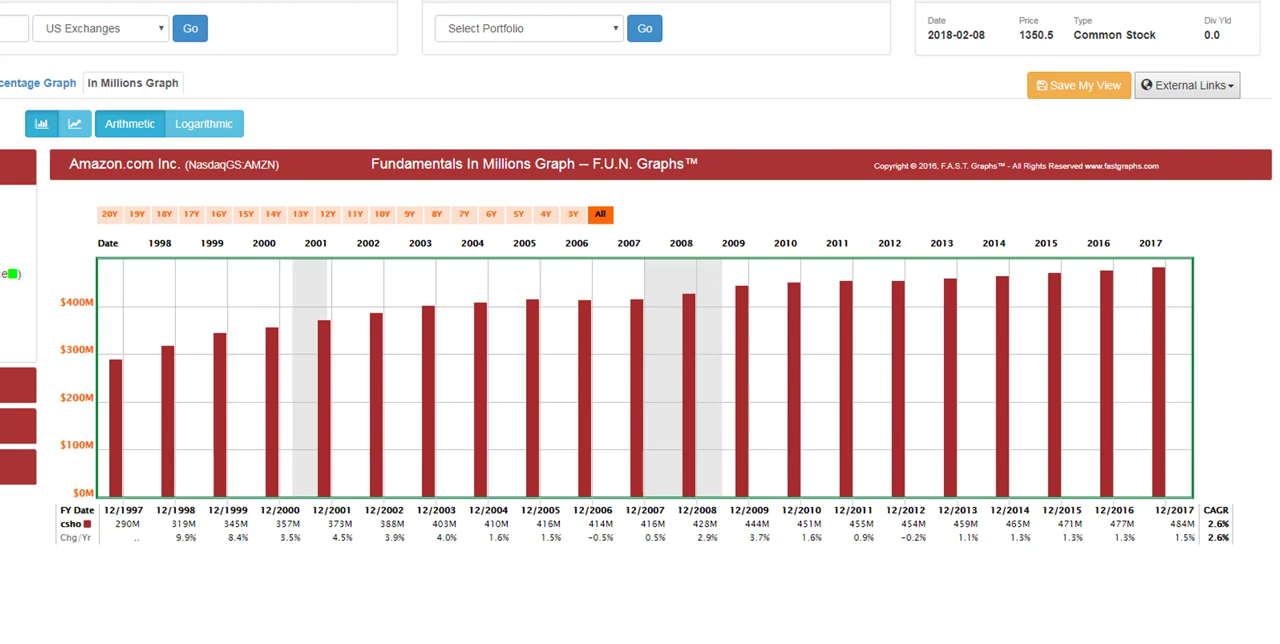 US Exchanges ▾ Go Select Portfolio ▾ Go
Date Price Type Div Yld
2018-02-08 1350.5 Common Stock 0.0
centage Graph In Millions Graph Save My View External Links
Arithmetic Logarithmic
Amazon.com Inc. (NasdaqGS:AMZN) Fundamentals In Millions Graph -- F.U.N. Graphs™ Copyright © 2016, F.A.S.T. Graphs™ - All Rights Reserved www.fastgraphs.com
20Y 19Y 18Y 17Y 16Y 15Y 14Y 13Y 12Y 11Y 10Y 9Y 8Y 7Y 6Y 5Y 4Y 3Y All
Date 1998 1999 2000 2001 2002 2003 2004 2005 2006 2007 2008 2009 2010 2011 2012 2013 2014 2015 2016 2017
e )
$400M
$300M
$200M
$100M
$0M
FY Date 12/1997 12/1998 12/1999 12/2000 12/2001 12/2002 12/2003 12/2004 12/2005 12/2006 12/2007 12/2008 12/2009 12/2010 12/2011 12/2012 12/2013 12/2014 12/2015 12/2016 12/2017 CAGR
csho 290M 319M 345M 357M 373M 388M 403M 410M 416M 414M 416M 428M 444M 451M 455M 454M 459M 465M 471M 477M 484M 2.6%
Chg/Yr .. 9.9% 8.4% 3.5% 4.5% 3.9% 4.0% 1.6% 1.5% -0.5% 0.5% 2.9% 3.7% 1.6% 0.9% -0.2% 1.1% 1.3% 1.3% 1.3% 1.5% 2.6%